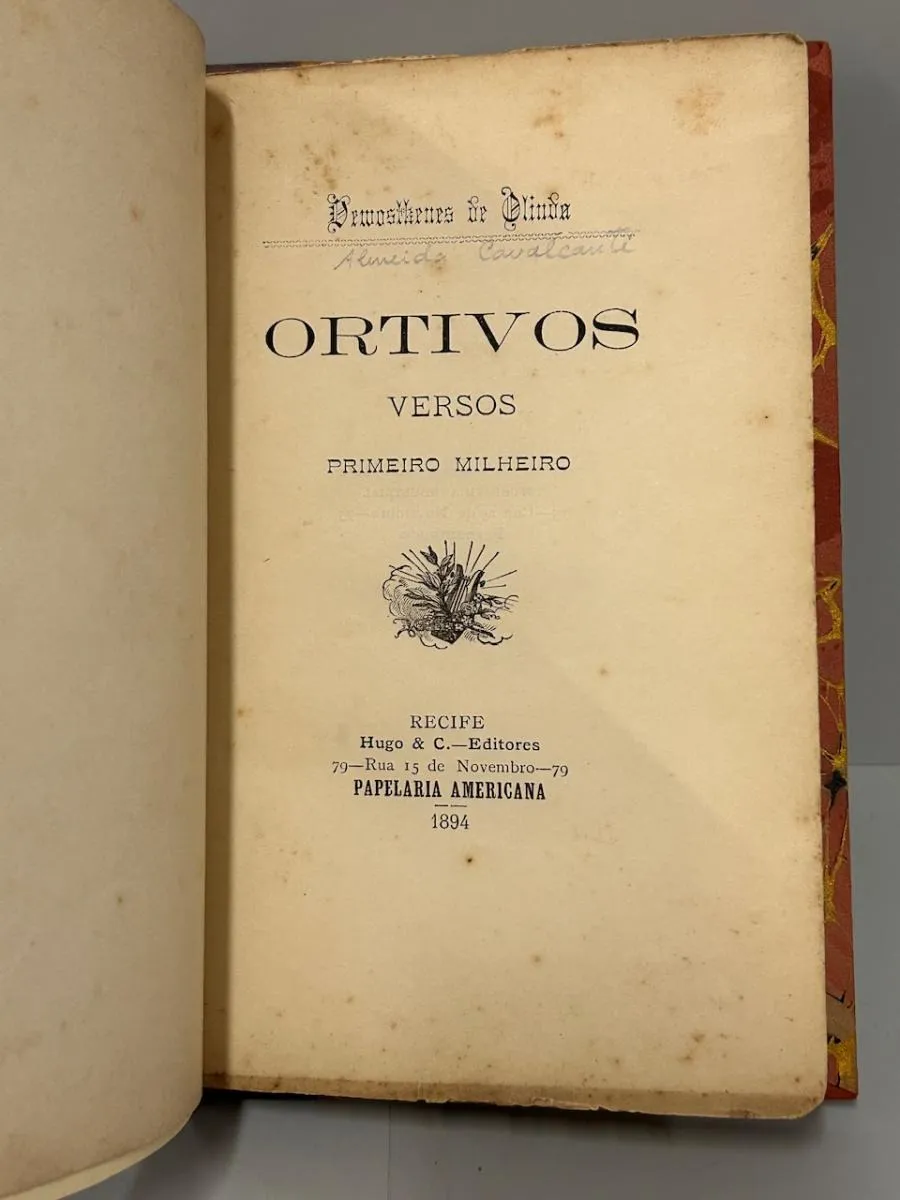 Demosthenes de Olinda
Almeida Cavalcante
ORTIVOS
VERSOS
PRIMEIRO MILHEIRO
RECIFE
Hugo & C.—Editores
79—Rua 15 de Novembro—79
PAPELARIA AMERICANA
1894